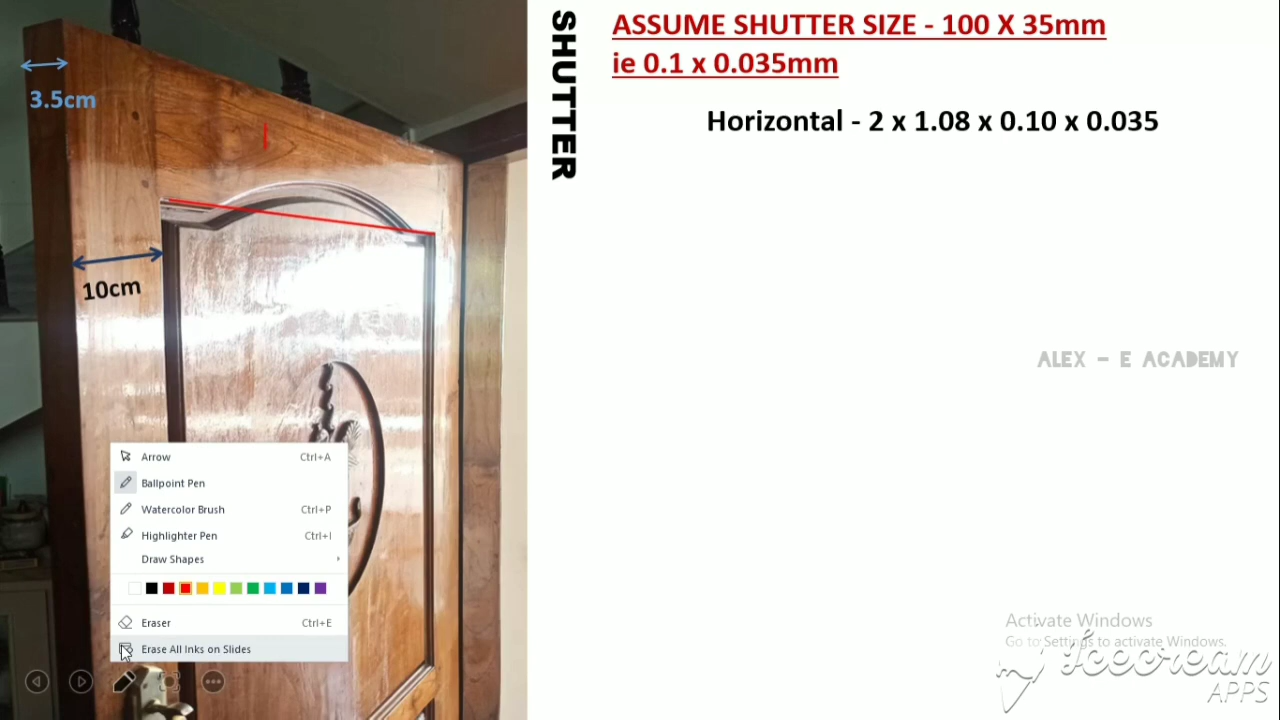 SHUTTER
ASSUME SHUTTER SIZE - 100 X 35mm
ie 0.1 x 0.035mm
Horizontal - 2 x 1.08 x 0.10 x 0.035
3.5cm
10cm
ALEX - E ACADEMY
Arrow Ctrl+A
Ballpoint Pen
Watercolor Brush Ctrl+P
Highlighter Pen Ctrl+I
Draw Shapes
Eraser Ctrl+E
Erase All Inks on Slides
Activate Windows
Go to Settings to activate Windows.
Icecream
APPS